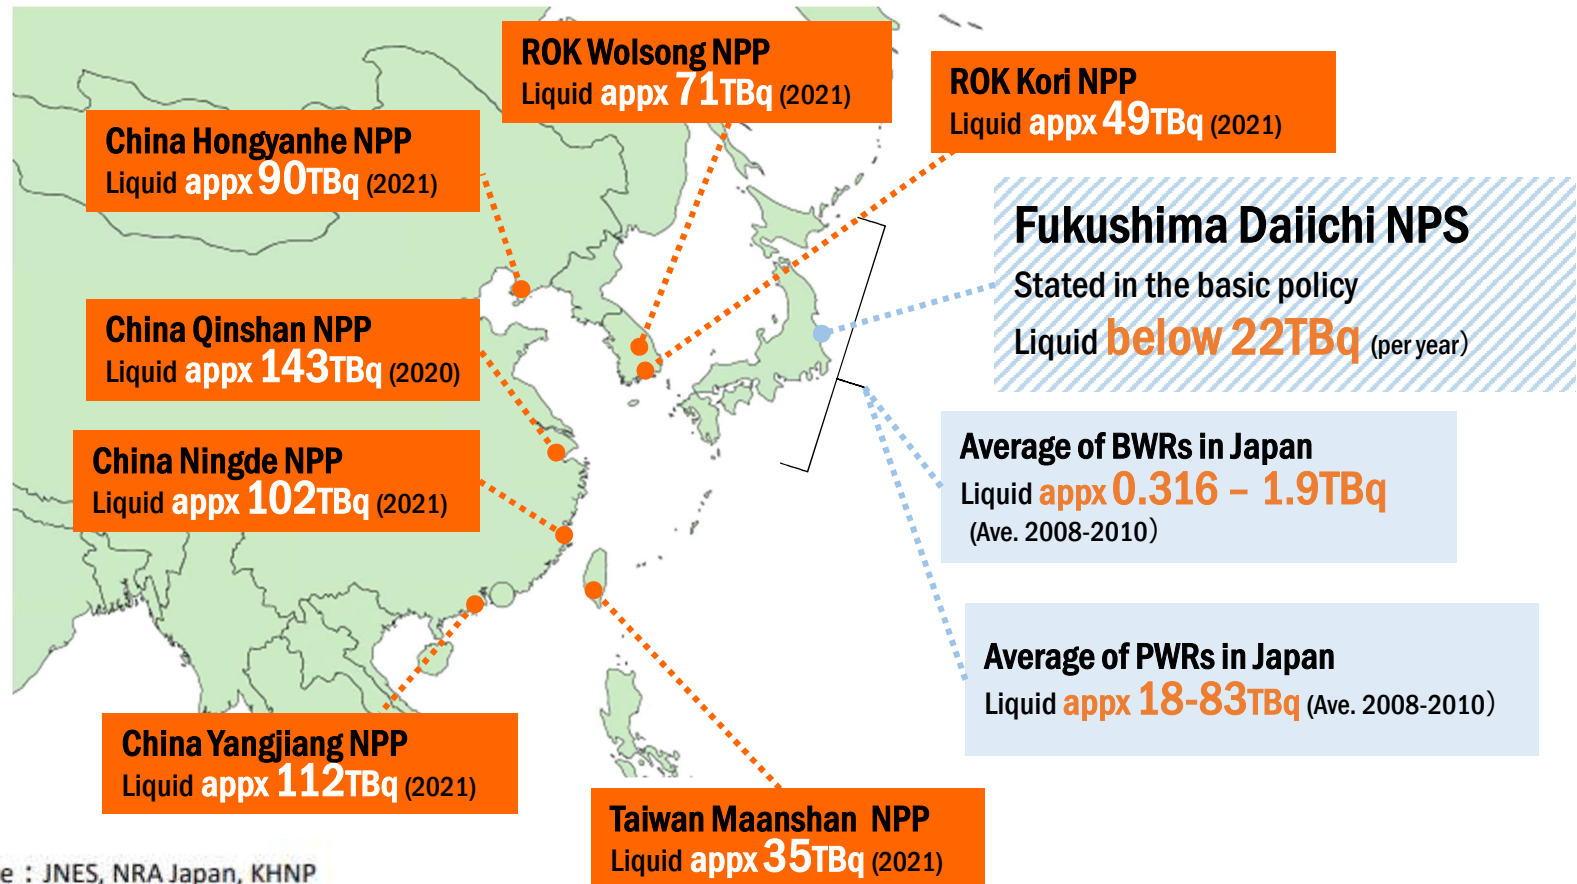 ROK Wolsong NPP
Liquid appx 71TBq (2021)
ROK Kori NPP
Liquid appx 49TBq (2021)
China Hongyanhe NPP
Liquid appx 90TBq (2021)
Fukushima Daiichi NPS
Stated in the basic policy
Liquid below 22TBq (per year)
China Qinshan NPP
Liquid appx 143TBq (2020)
China Ningde NPP
Liquid appx 102TBq (2021)
Average of BWRs in Japan
Liquid appx 0.316 – 1.9TBq
(Ave. 2008-2010)
Average of PWRs in Japan
Liquid appx 18-83TBq (Ave. 2008-2010)
China Yangjiang NPP
Liquid appx 112TBq (2021)
Taiwan Maanshan NPP
Liquid appx 35TBq (2021)
e : JNES, NRA Japan, KHNP